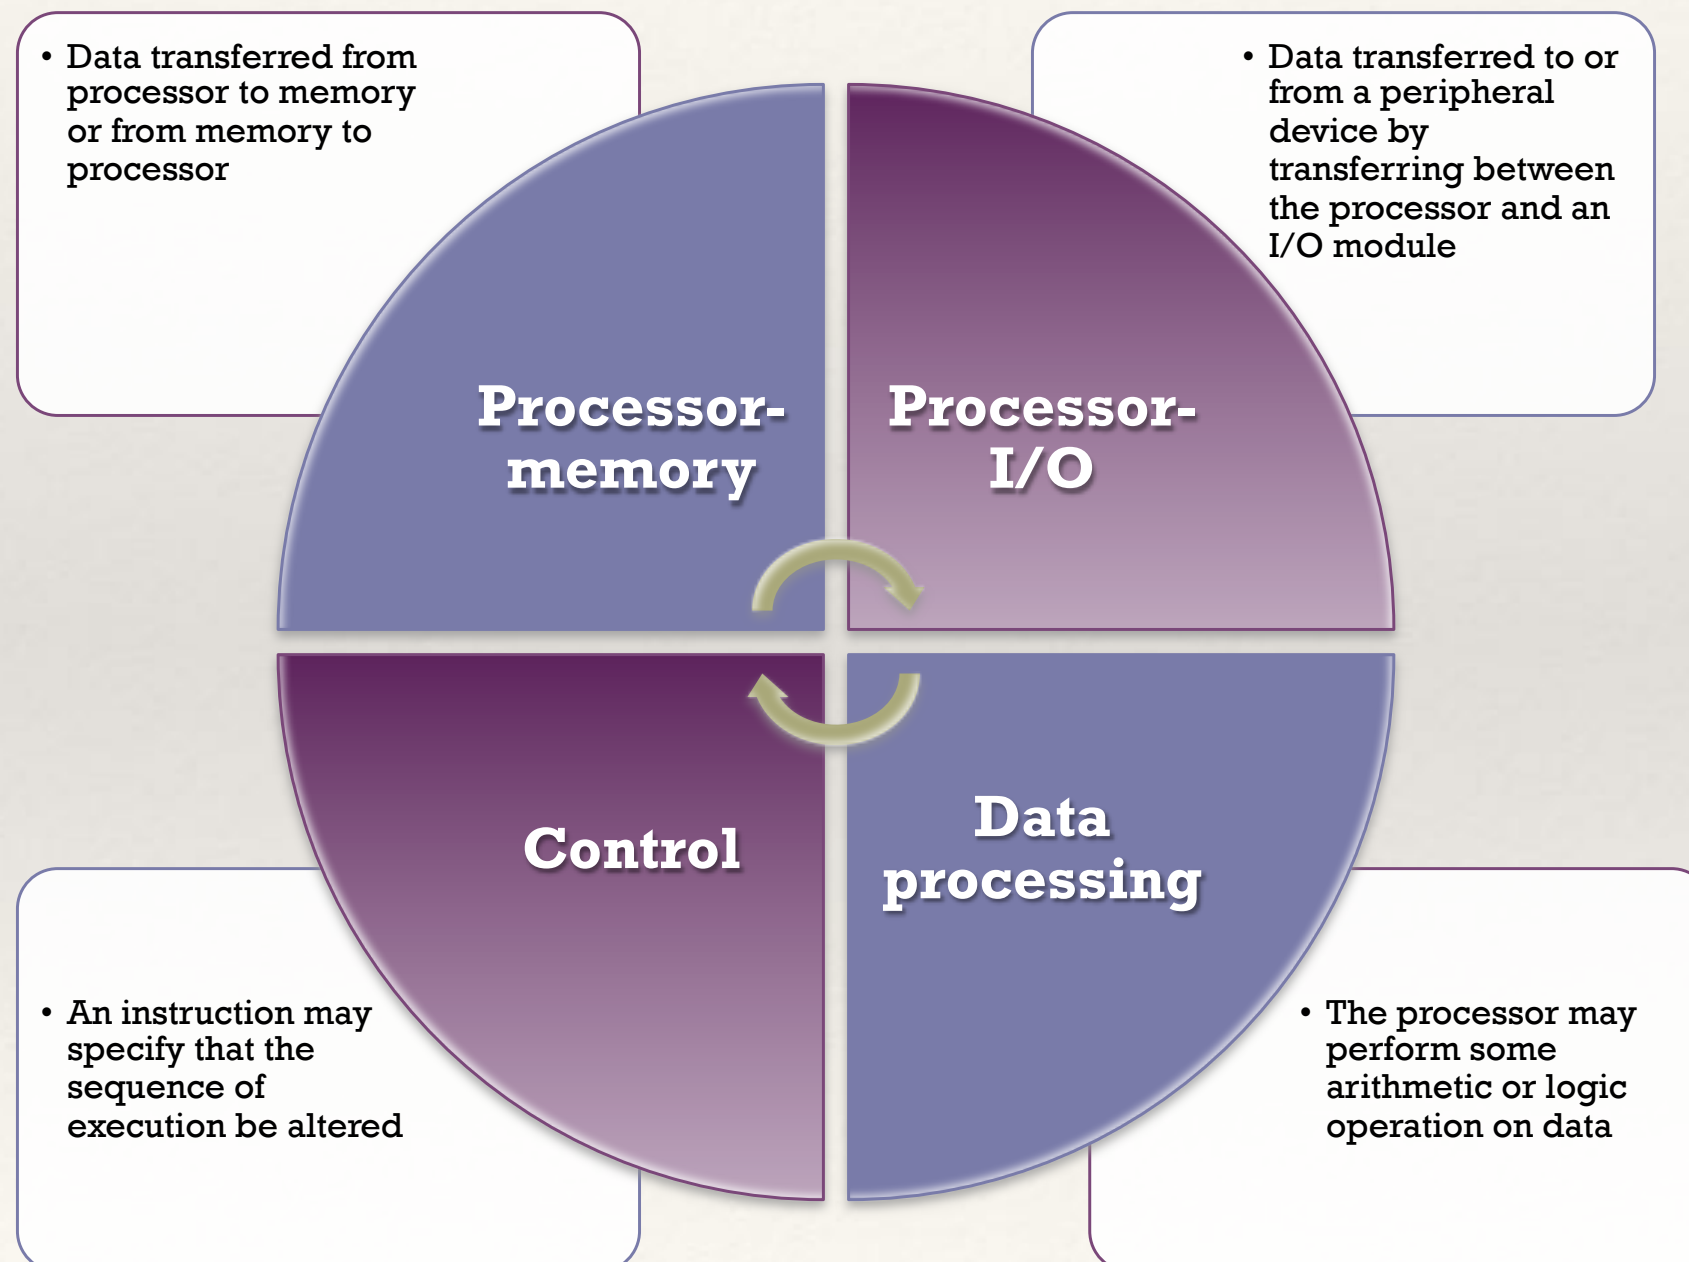 • Data transferred from
processor to memory
or from memory to
processor
• Data transferred to or
from a peripheral
device by
transferring between
the processor and an
I/O module
Processor-
memory
Processor-
I/O
Control
Data
processing
• An instruction may
specify that the
sequence of
execution be altered
• The processor may
perform some
arithmetic or logic
operation on data